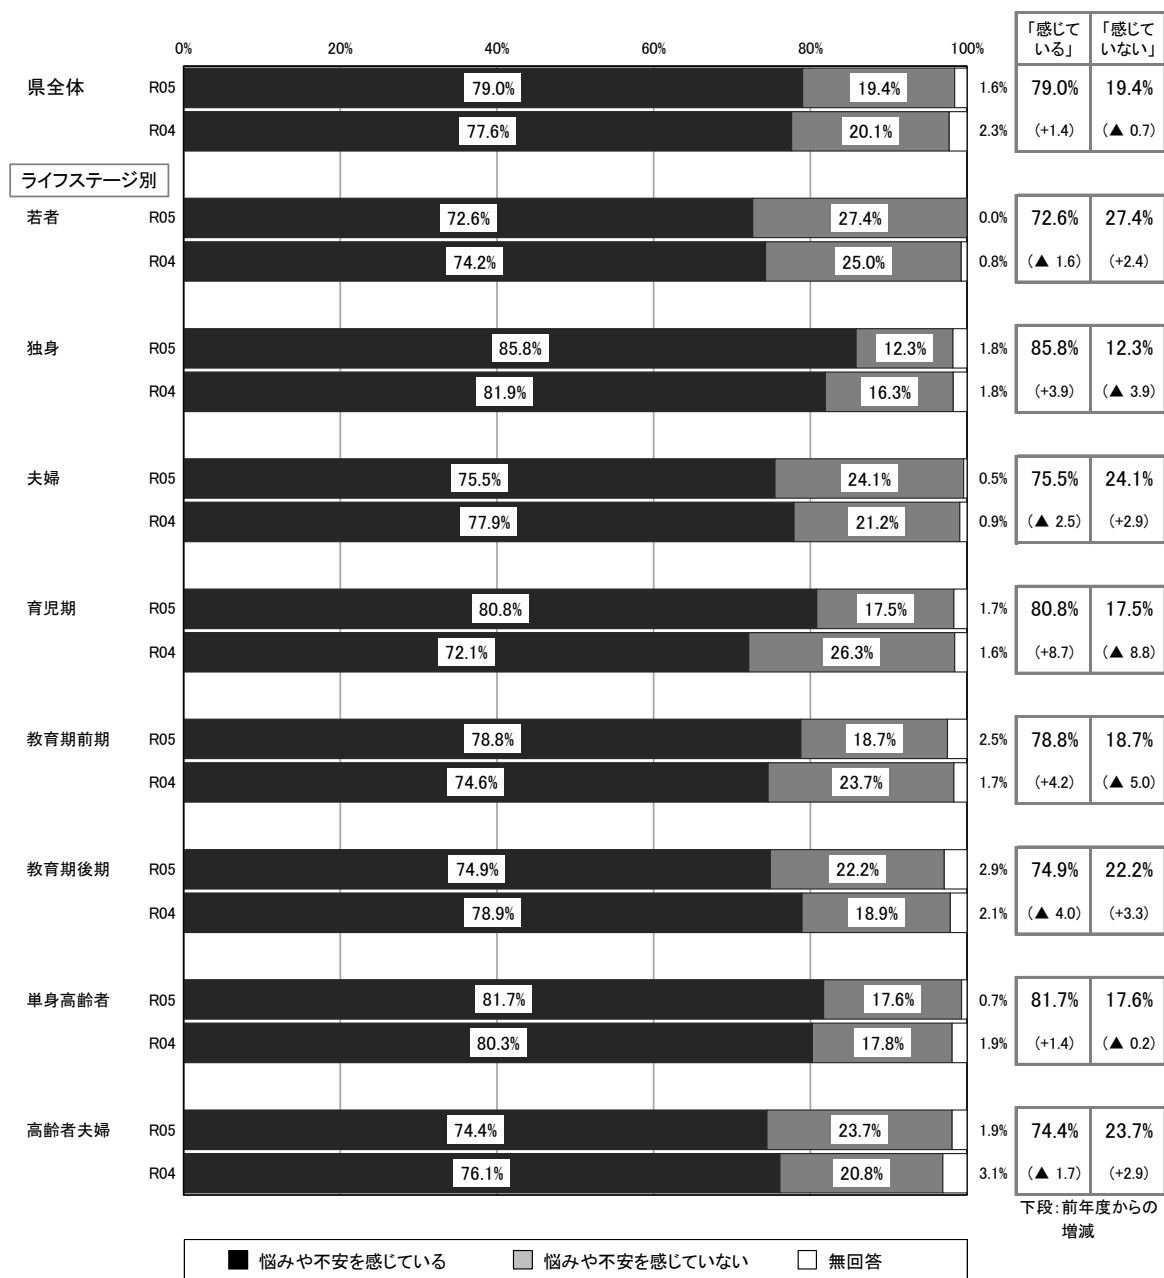 「感じて
いる」
「感じて
いない」
0% 20% 40% 60% 80% 100%
県全体 R05 79.0% 19.4% 1.6% 79.0% 19.4%
R04 77.6% 20.1% 2.3% (+1.4) (▲ 0.7)
ライフステージ別
若者 R05 72.6% 27.4% 0.0% 72.6% 27.4%
R04 74.2% 25.0% 0.8% (▲ 1.6) (+2.4)
独身 R05 85.8% 12.3% 1.8% 85.8% 12.3%
R04 81.9% 16.3% 1.8% (+3.9) (▲ 3.9)
夫婦 R05 75.5% 24.1% 0.5% 75.5% 24.1%
R04 77.9% 21.2% 0.9% (▲ 2.5) (+2.9)
育児期 R05 80.8% 17.5% 1.7% 80.8% 17.5%
R04 72.1% 26.3% 1.6% (+8.7) (▲ 8.8)
教育期前期 R05 78.8% 18.7% 2.5% 78.8% 18.7%
R04 74.6% 23.7% 1.7% (+4.2) (▲ 5.0)
教育期後期 R05 74.9% 22.2% 2.9% 74.9% 22.2%
R04 78.9% 18.9% 2.1% (▲ 4.0) (+3.3)
単身高齢者 R05 81.7% 17.6% 0.7% 81.7% 17.6%
R04 80.3% 17.8% 1.9% (+1.4) (▲ 0.2)
高齢者夫婦 R05 74.4% 23.7% 1.9% 74.4% 23.7%
R04 76.1% 20.8% 3.1% (▲ 1.7) (+2.9)
下段：前年度からの
増減
悩みや不安を感じている 悩みや不安を感じていない 無回答